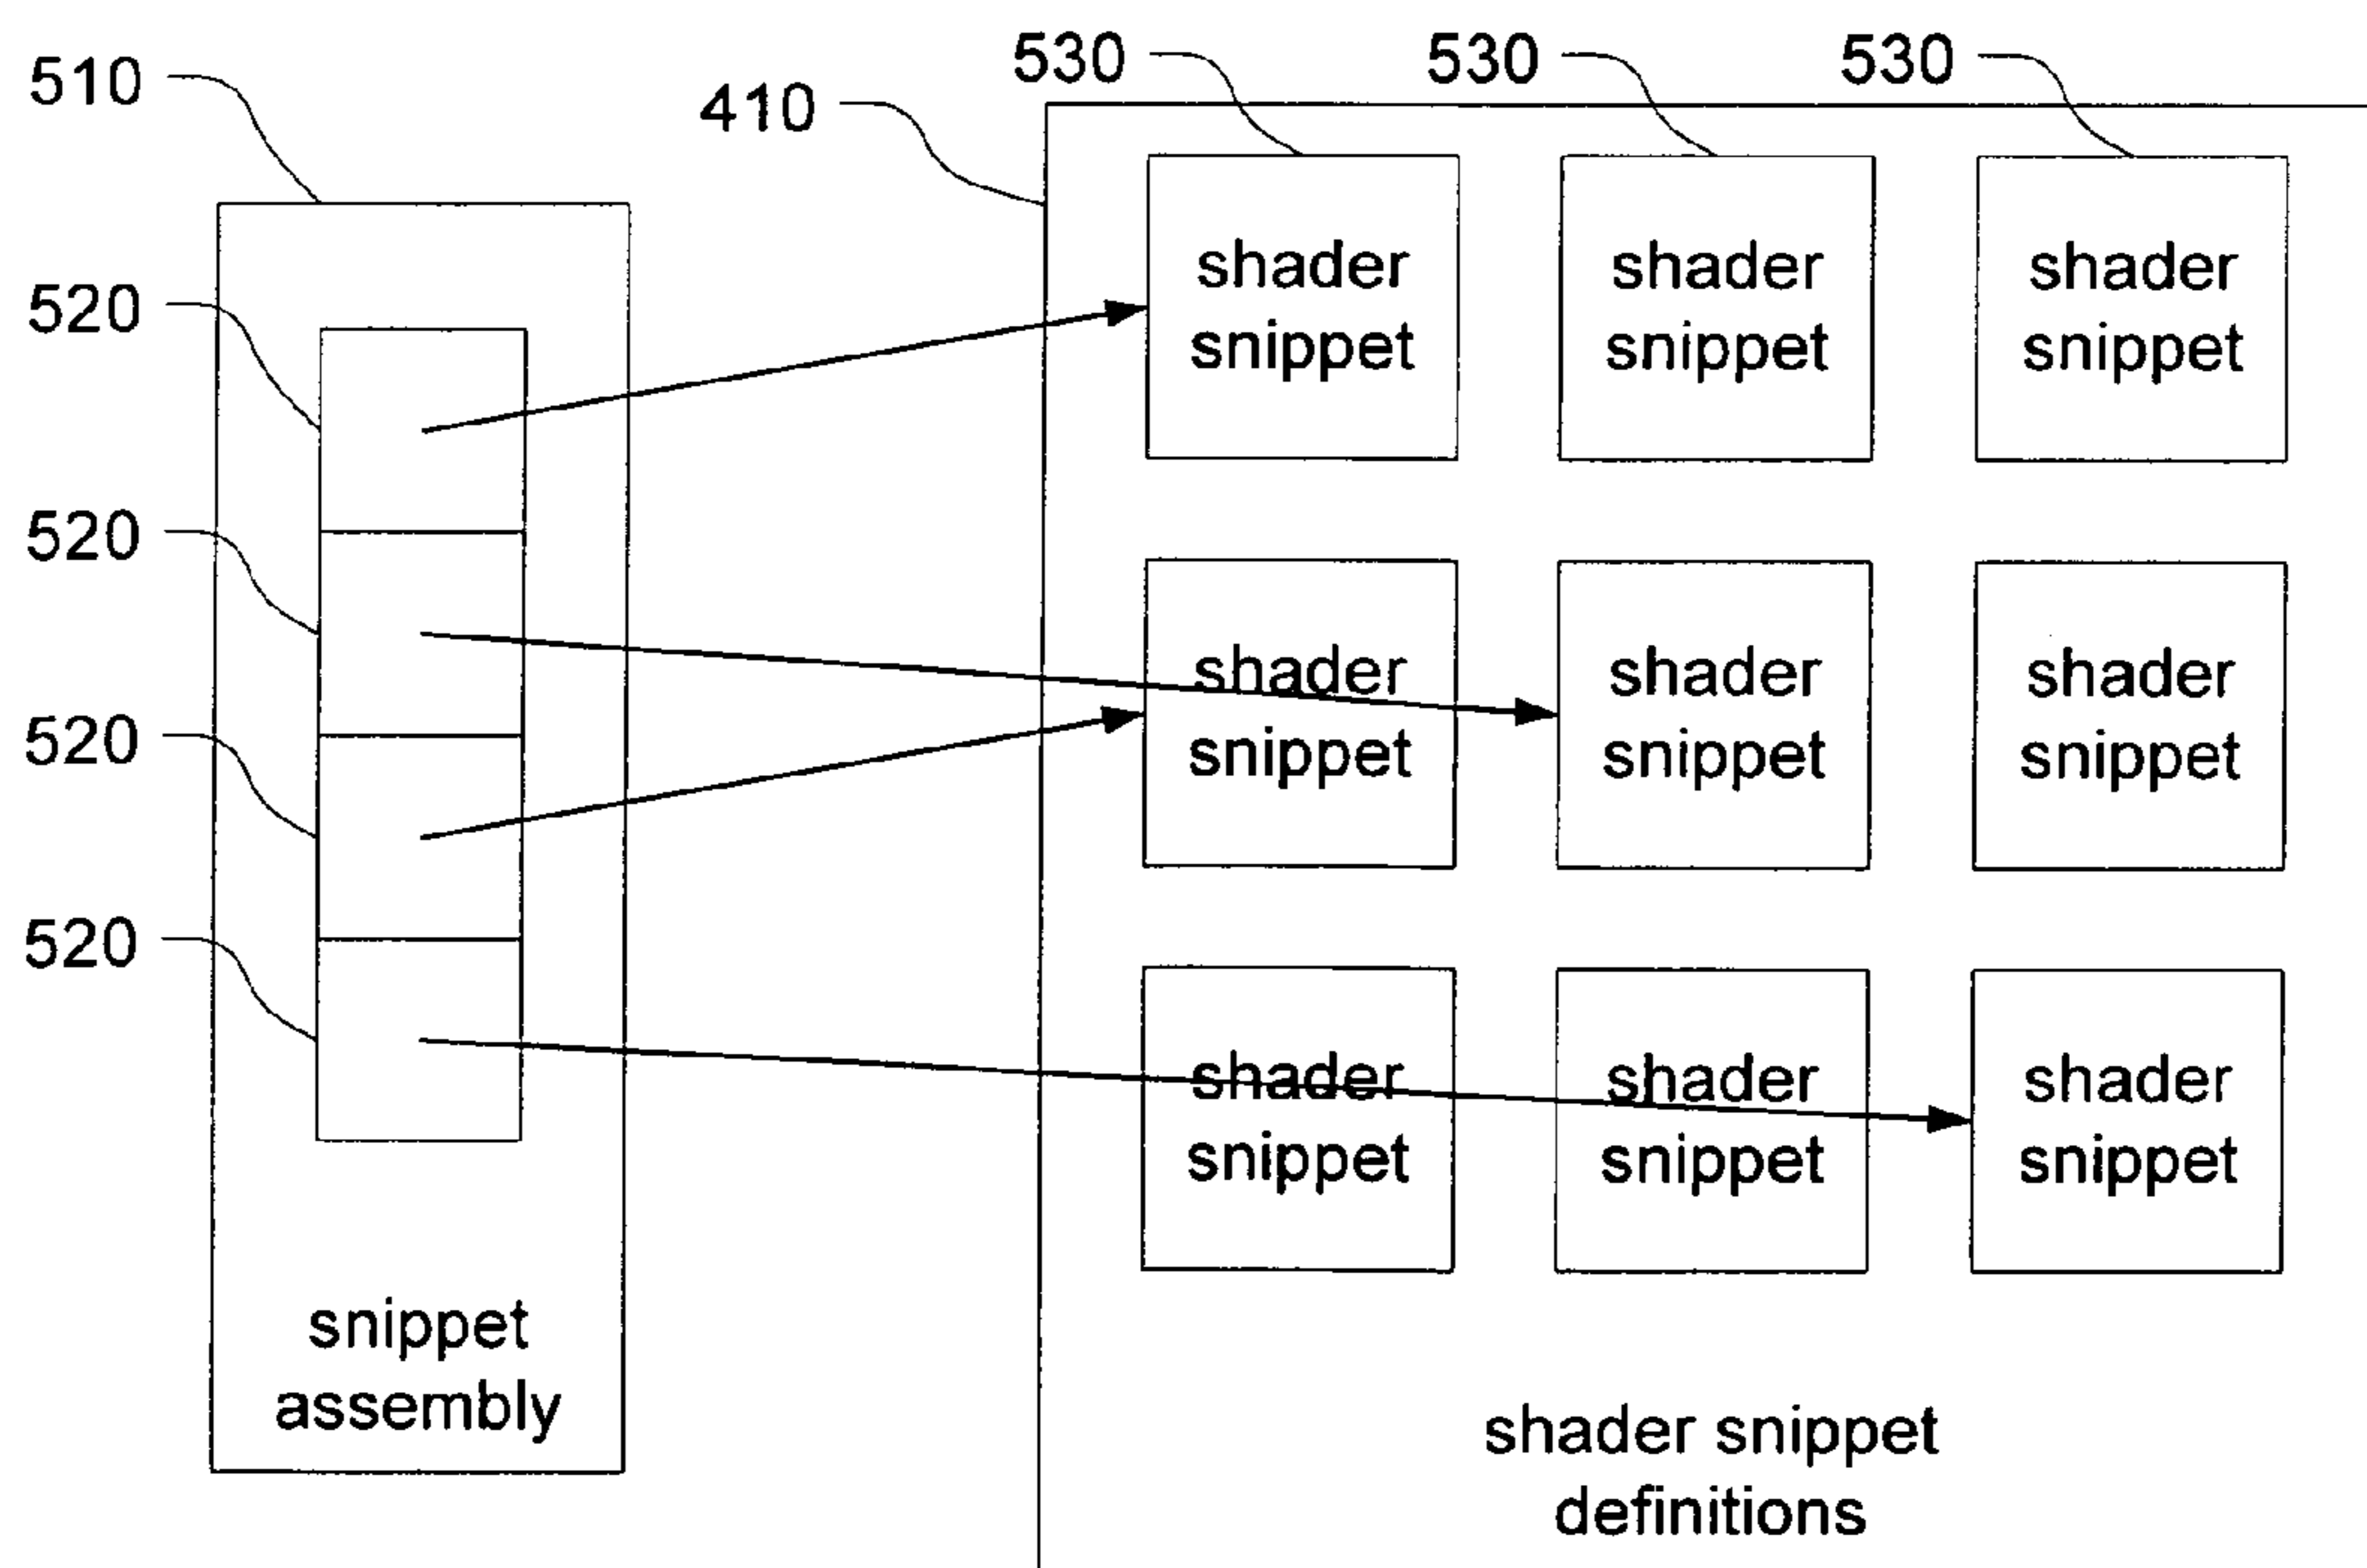 530 530 530
510
410
shader shader shader
520
snippet snippet snippet
520
shader shader shader
520
snippet snippet snippet
520
shader shader shader
snippet snippet snippet
snippet
assembly
shader snippet
definitions